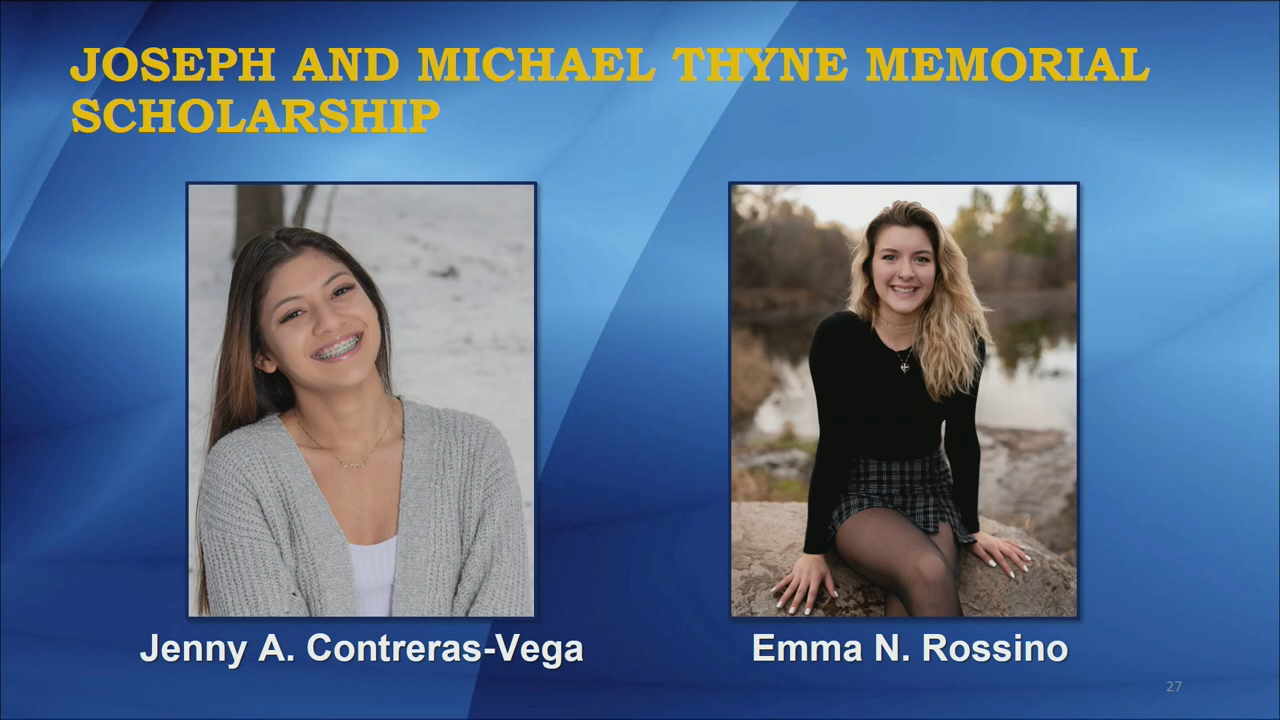 JOSEPH AND MICHAEL THYNE MEMORIAL
SCHOLARSHIP
Jenny A. Contreras-Vega
Emma N. Rossino
27